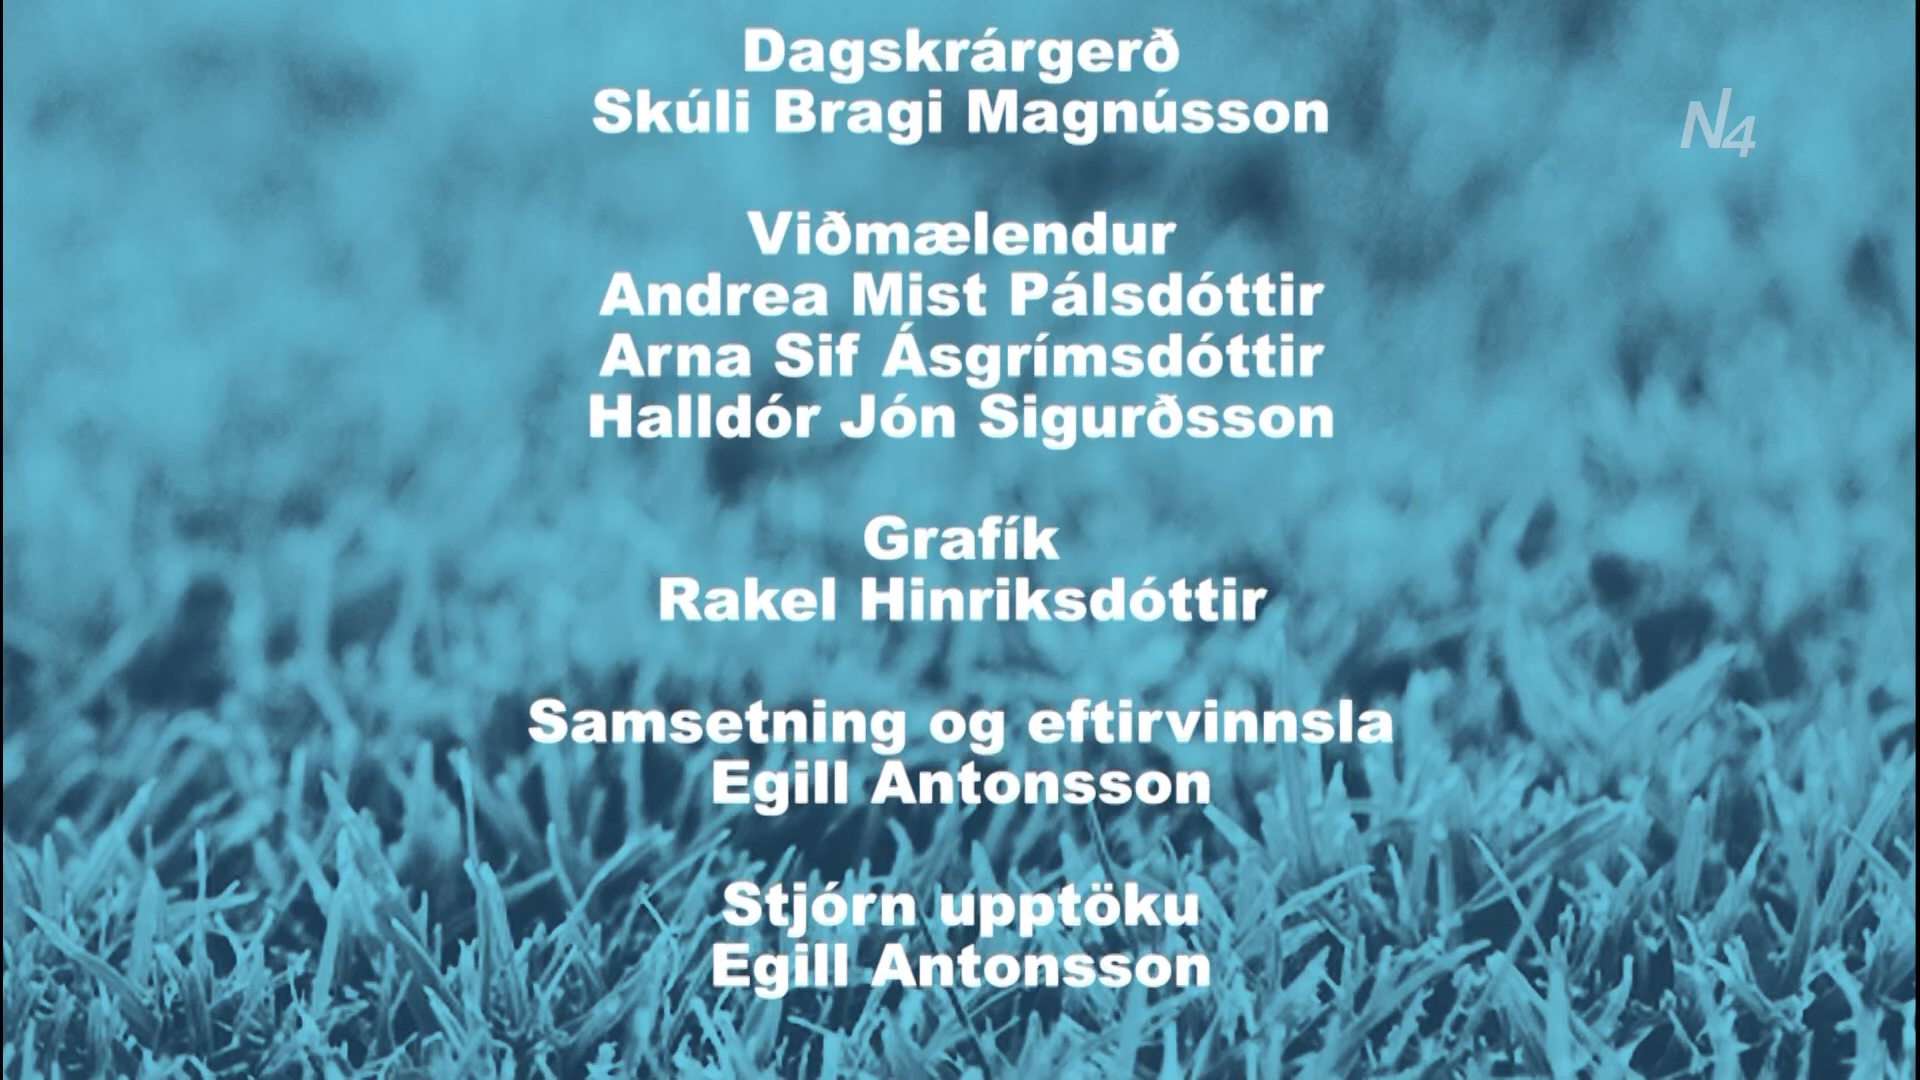 Dagskrárgerð
Skúli Bragi Magnússon
N4
Viðmælendur
Andrea Mist Pálsdóttir
Arna Sif Ásgrímsdóttir
Halldór Jón Sigurðsson
Grafík
Rakel Hinriksdóttir
Samsetning og eftirvinnsla
Egill Antonsson
Stjórn upptöku
Egill Antonsson